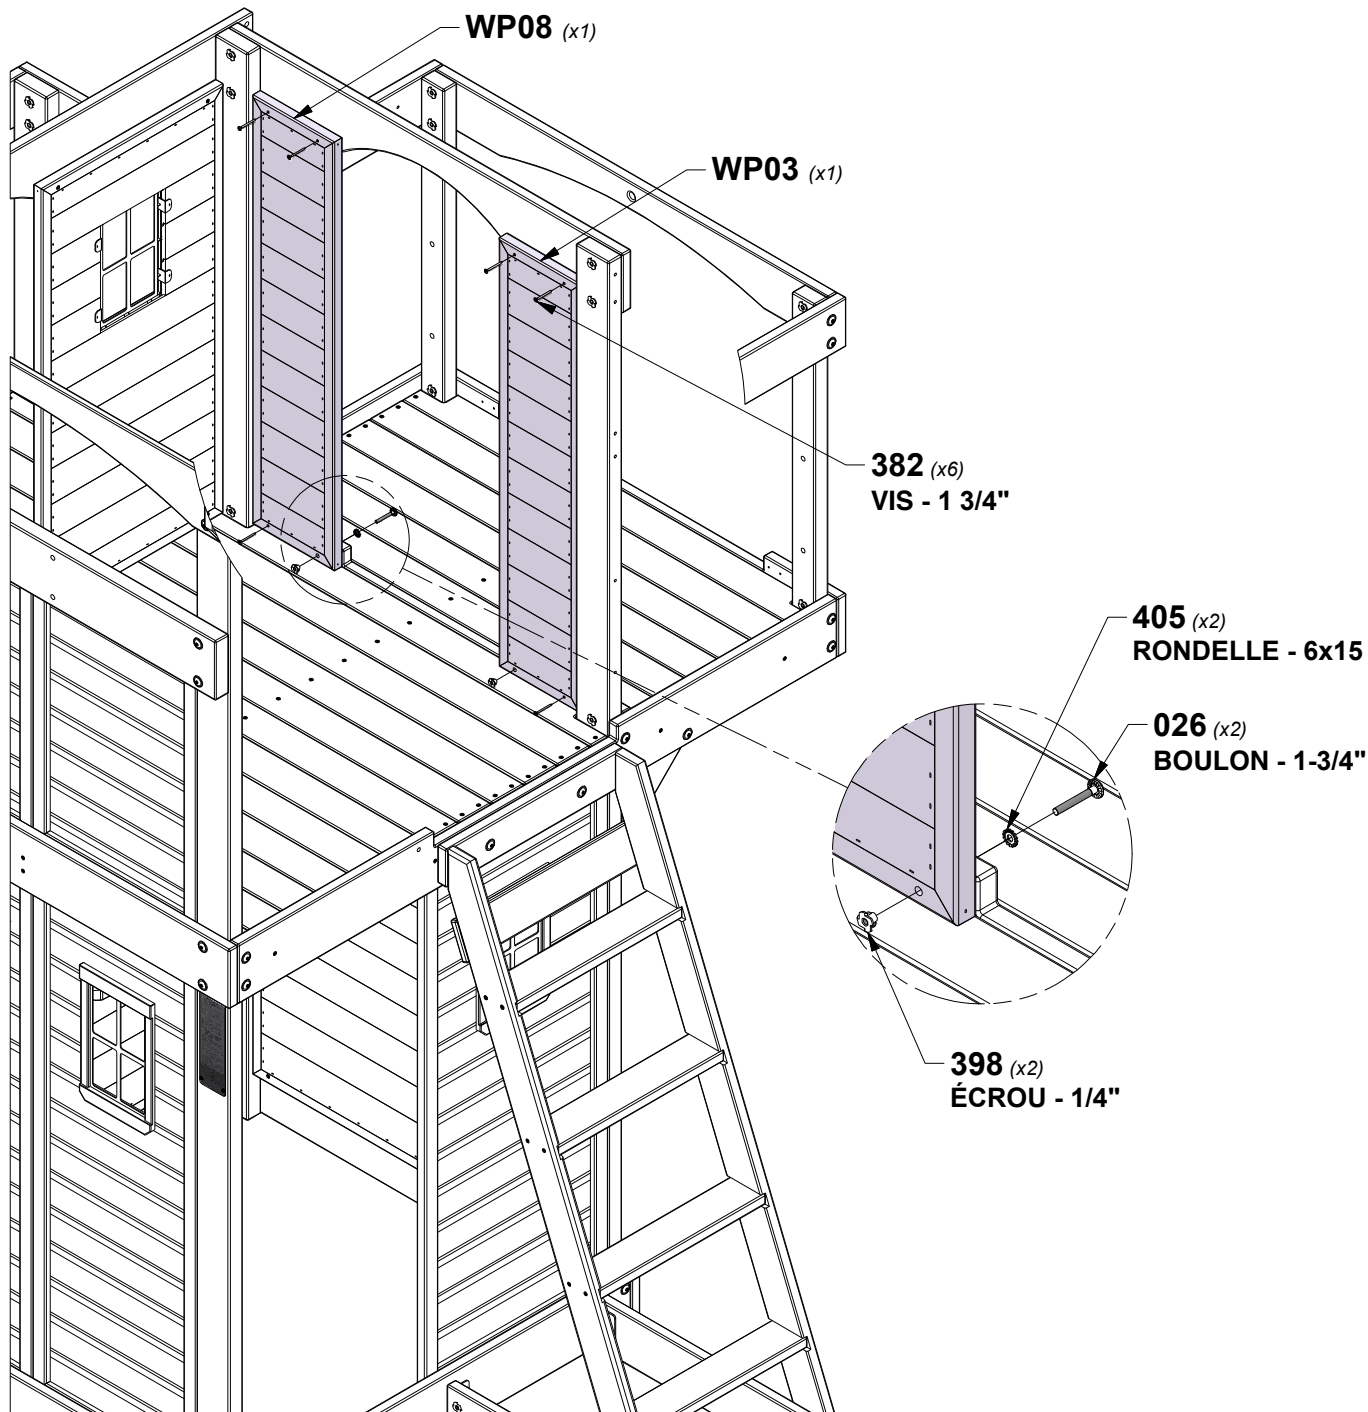 WP08 (x1)
WP03 (x1)
382 (x6)
VIS - 1 3/4"
405 (x2)
RONDELLE - 6x15
026 (x2)
BOULON - 1-3/4"
398 (x2)
ÉCROU - 1/4"